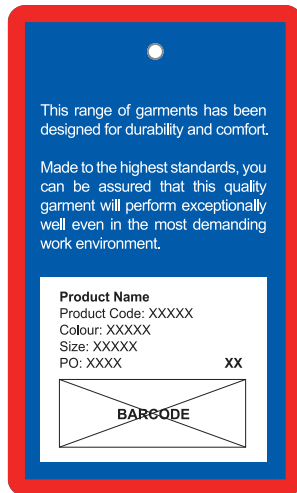 This range of garments has been
designed for durability and comfort.
Made to the highest standards, you
can be assured that this quality
garment will perform exceptionally
well even in the most demanding
work environment.
Product Name
Product Code: XXXXX
Colour: XXXXX
Size: XXXXX
PO: XXXX XX
BARCODE